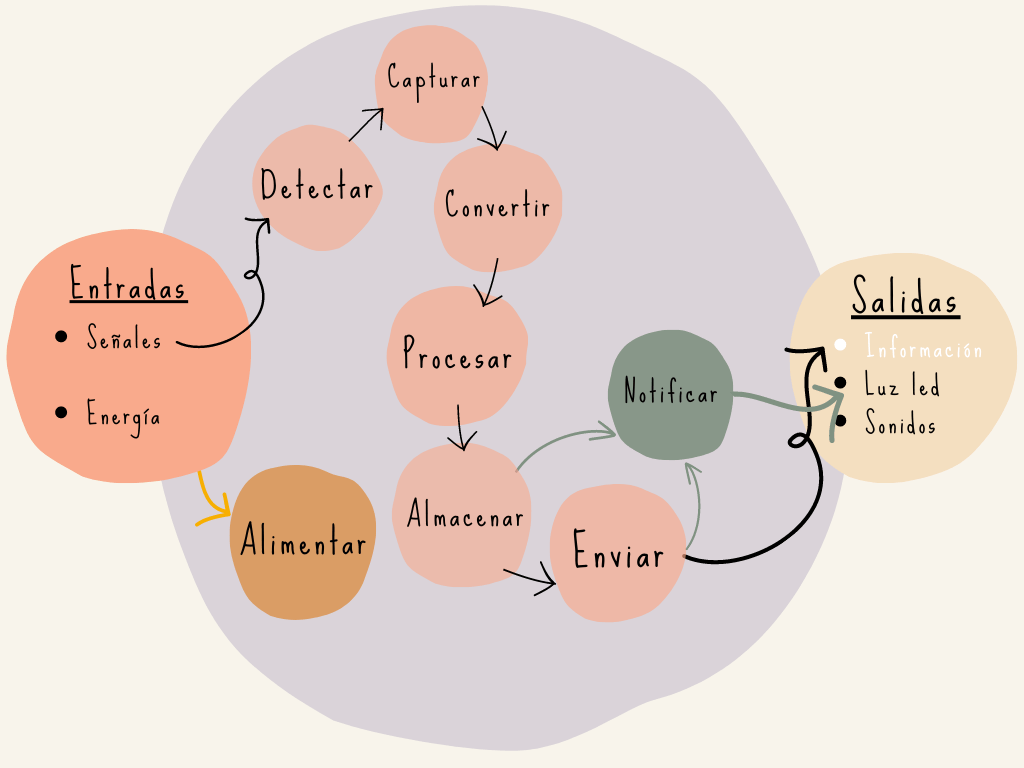 Capturar
Detectar
Convertir
Entradas
Señales
Energía
Salidas
Información
Luz led
Sonidos
Procesar
Notificar
Almacenar
Alimentar
Enviar